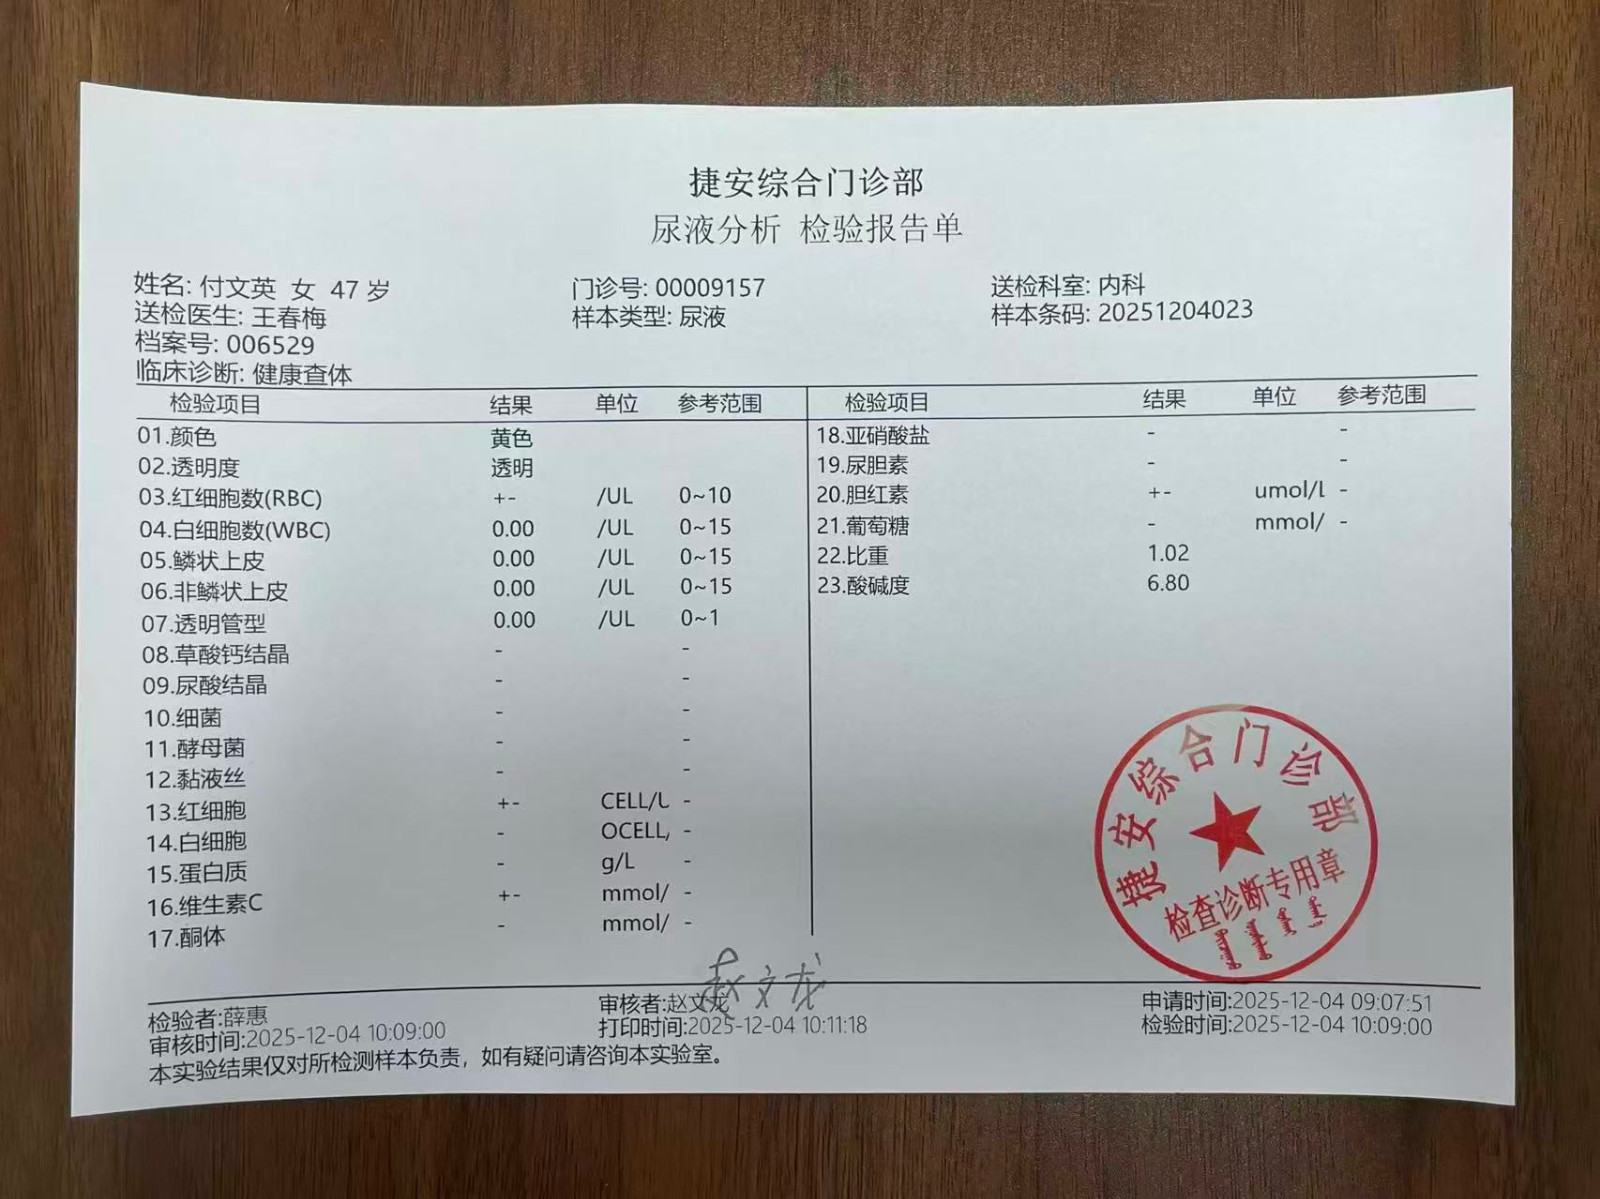 捷安综合门诊部
尿液分析 检验报告单
姓名: 付文英 女 47 岁 门诊号: 00009157 送检科室: 内科
送检医生: 王春梅 样本类型: 尿液 样本条码: 20251204023
档案号: 006529
临床诊断: 健康查体
检验项目 结果 单位 参考范围 检验项目 结果 单位 参考范围
01.颜色 黄色 18.亚硝酸盐 - -
02.透明度 透明 19.尿胆素 - -
03.红细胞数(RBC) +- /UL 0~10 20.胆红素 +- umol/L -
04.白细胞数(WBC) 0.00 /UL 0~15 21.葡萄糖 - mmol/ -
05.鳞状上皮 0.00 /UL 0~15 22.比重 1.02
06.非鳞状上皮 0.00 /UL 0~15 23.酸碱度 6.80
07.透明管型 0.00 /UL 0~1
08.草酸钙结晶 - -
09.尿酸结晶 - -
10.细菌 - -
11.酵母菌 - -
12.黏液丝 - -
13.红细胞 +- CELL/L -
14.白细胞 - OCELL, -
15.蛋白质 - g/L -
16.维生素C +- mmol/ -
17.酮体 - mmol/ -
捷安综合门诊部
检查诊断专用章
赵文龙
检验者:薛惠 审核者:赵文龙 申请时间:2025-12-04 09:07:51
审核时间:2025-12-04 10:09:00 打印时间:2025-12-04 10:11:18 检验时间:2025-12-04 10:09:00
本实验结果仅对所检测样本负责，如有疑问请咨询本实验室。